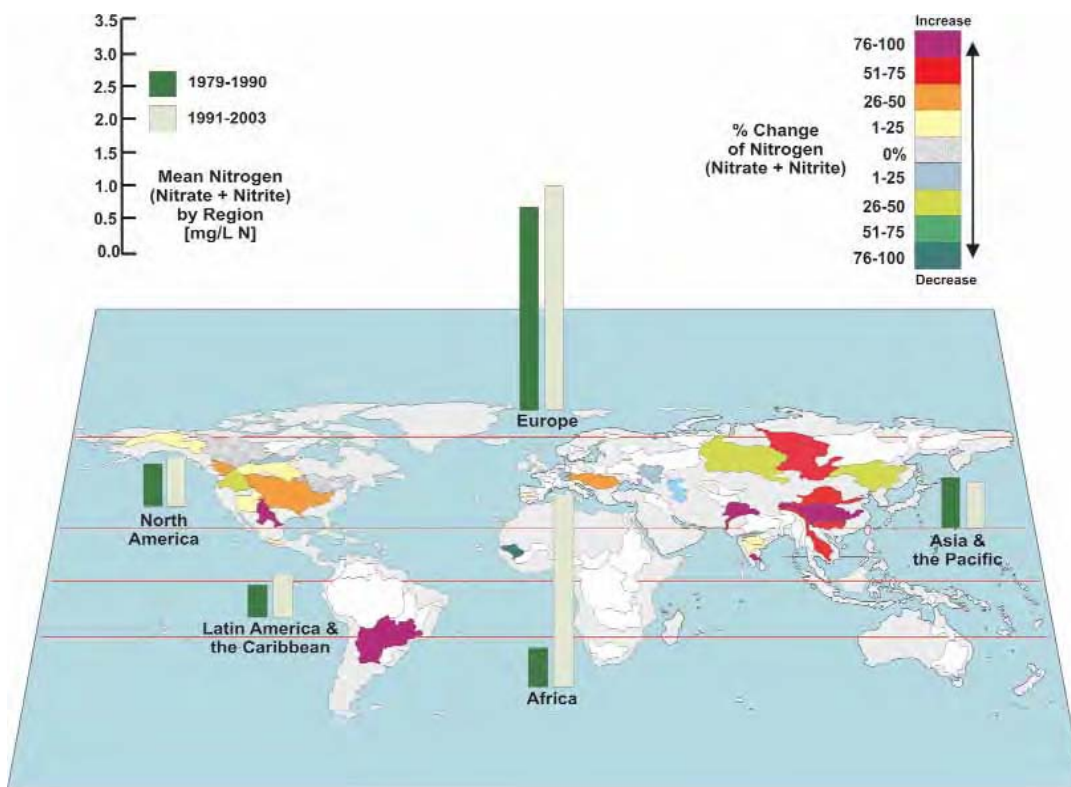 3.5
3.0
2.5
2.0
1.5
1.0
0.5
0.0
1979-1990
1991-2003
Mean Nitrogen
(Nitrate + Nitrite)
by Region
[mg/L N]
Increase
76-100
51-75
26-50
1-25
0%
1-25
26-50
51-75
76-100
Decrease
% Change
of Nitrogen
(Nitrate + Nitrite)
Europe
North
America
Asia &
the Pacific
Latin America &
the Caribbean
Africa